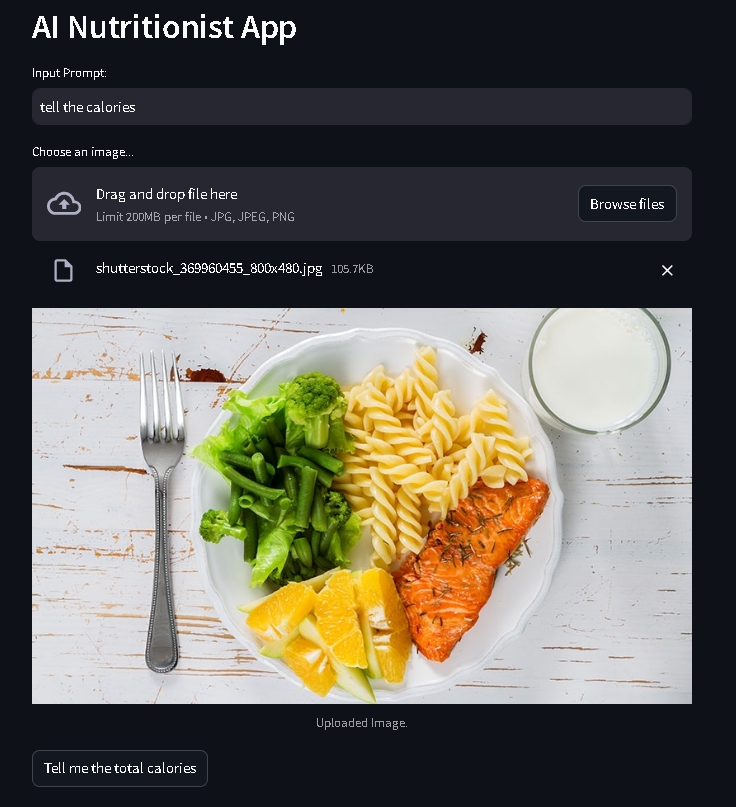 AI Nutritionist App
Input Prompt:
tell the calories
Choose an image...
Drag and drop file here
Limit 200MB per file • JPG, JPEG, PNG
Browse files
shutterstock_369960455_800x480.jpg 105.7KB
Uploaded Image.
Tell me the total calories